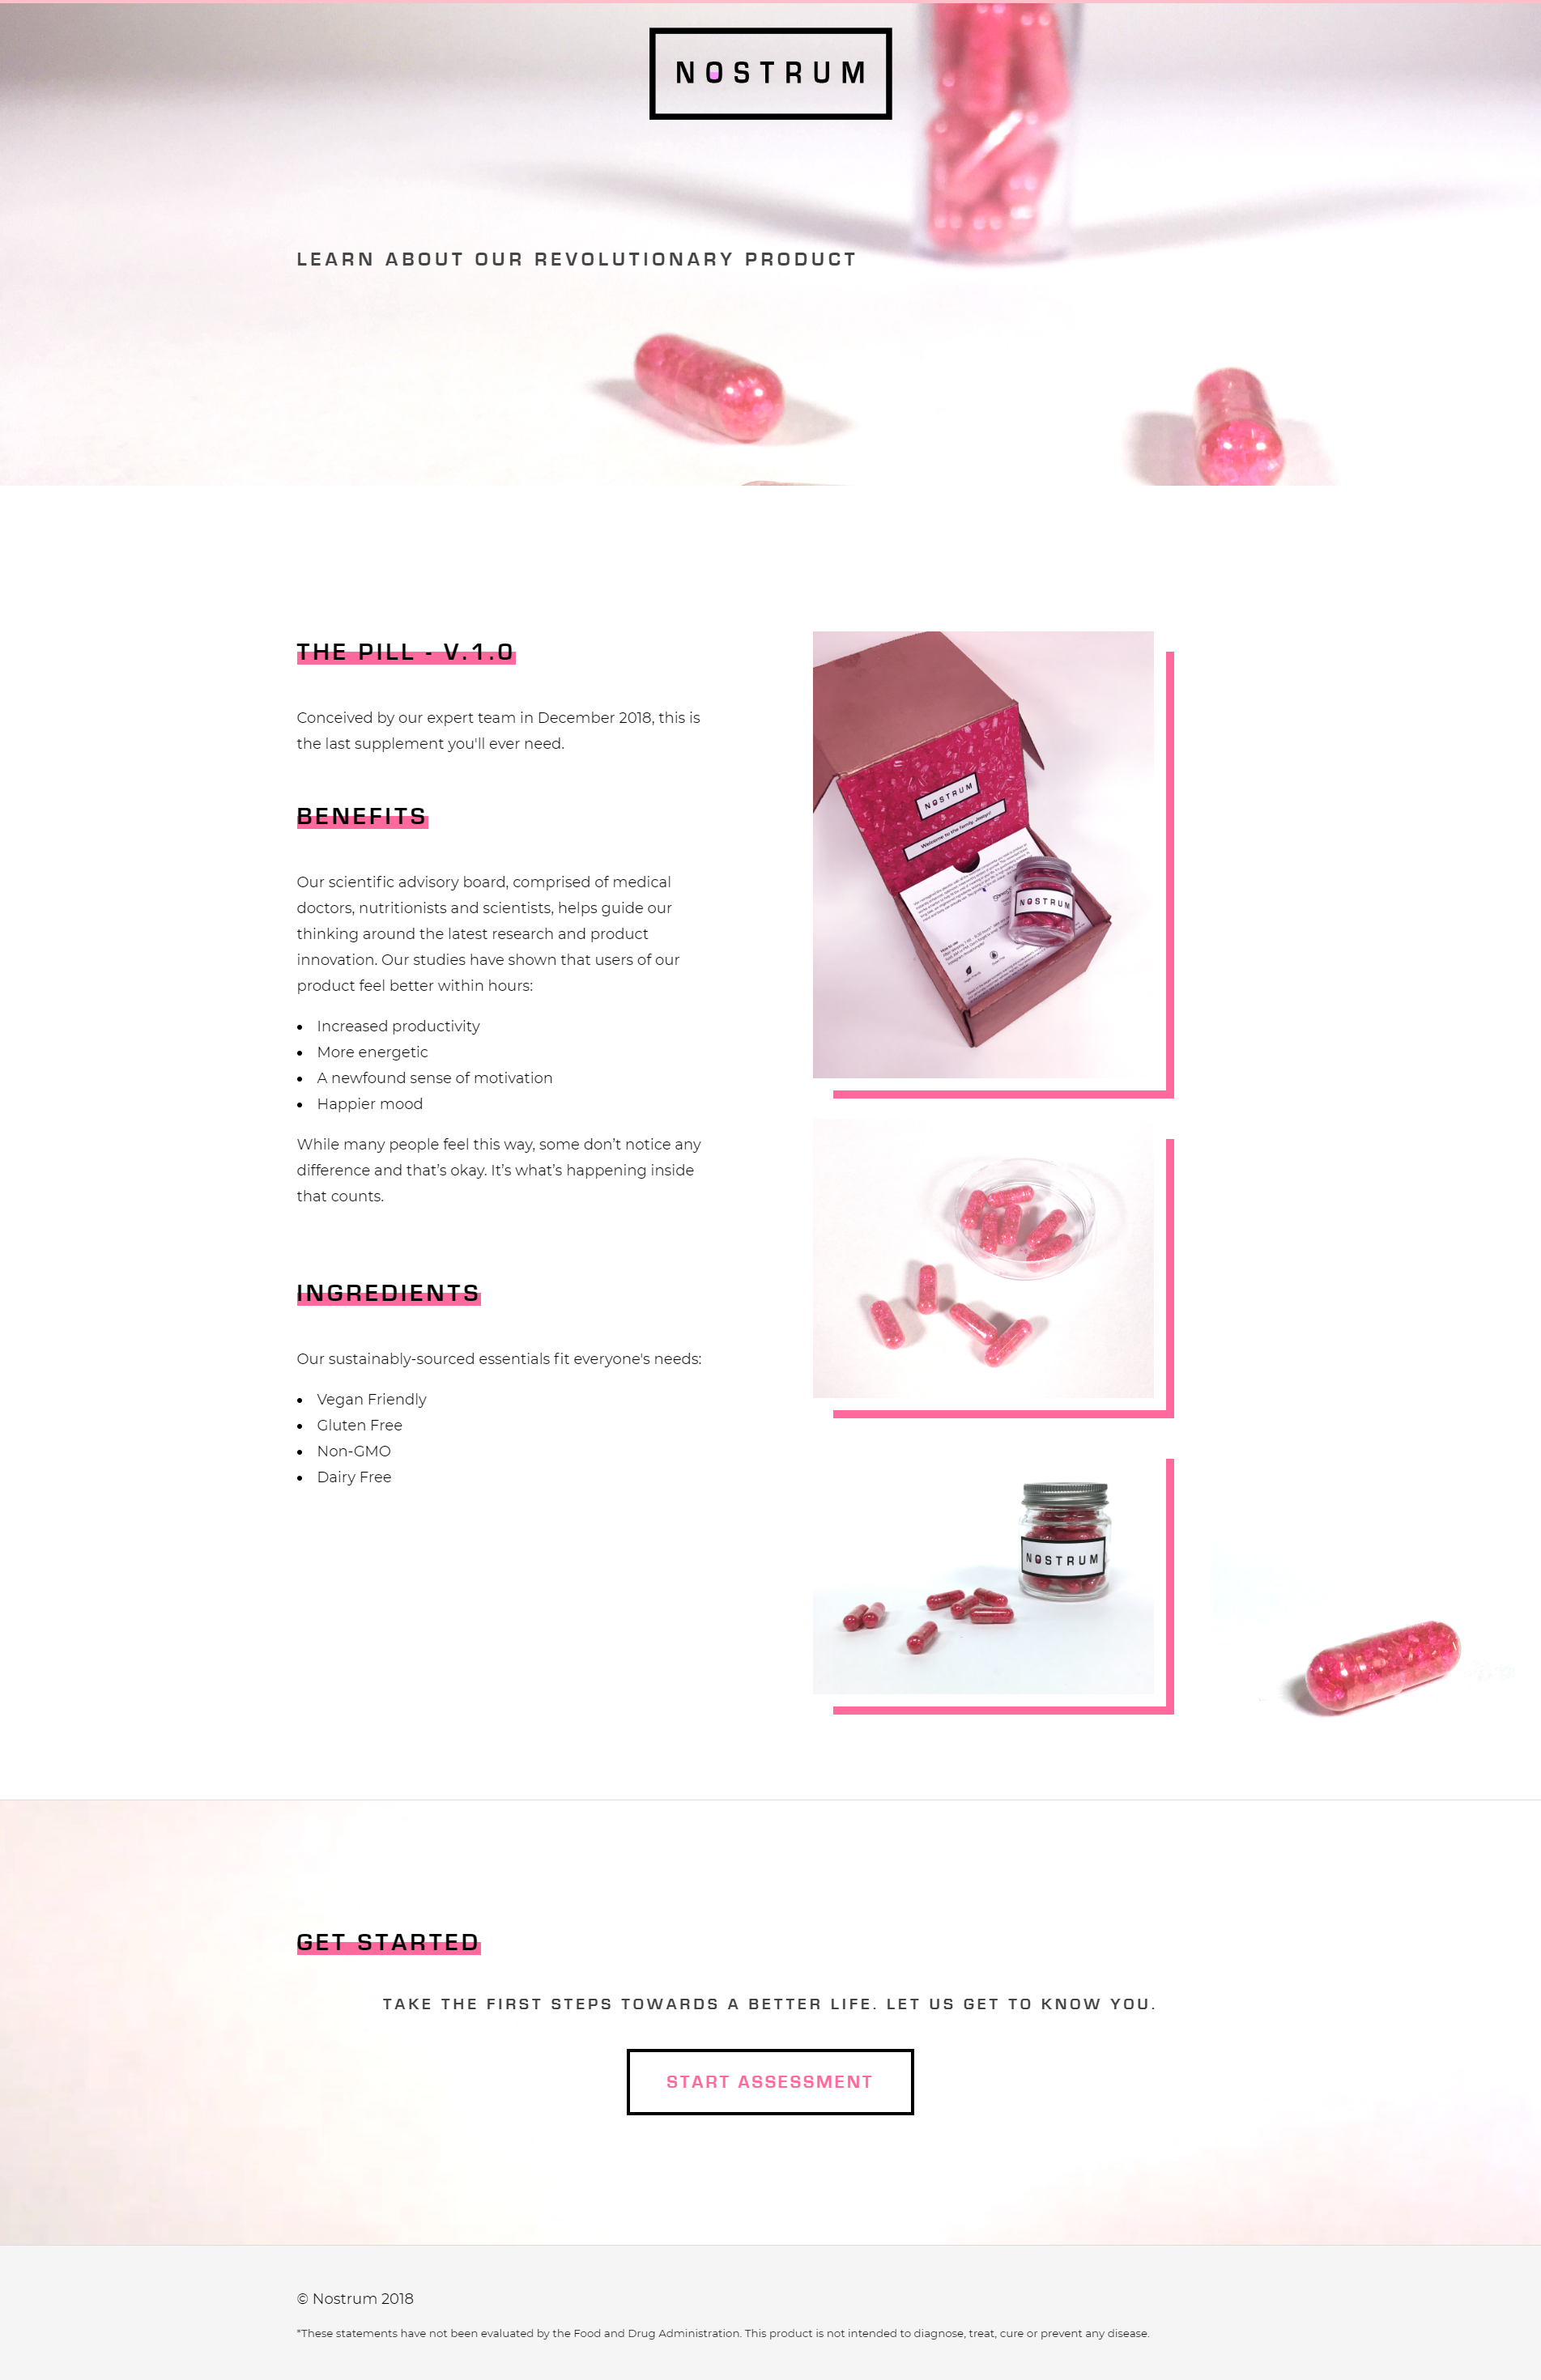 NOSTRUM
LEARN ABOUT OUR REVOLUTIONARY PRODUCT
THE PILL - V.1.0
Conceived by our expert team in December 2018, this is
the last supplement you'll ever need.
BENEFITS
Our scientific advisory board, comprised of medical
doctors, nutritionists and scientists, helps guide our
thinking around the latest research and product
innovation. Our studies have shown that users of our
product feel better within hours:
• Increased productivity
• More energetic
• A newfound sense of motivation
• Happier mood
While many people feel this way, some don’t notice any
difference and that’s okay. It’s what’s happening inside
that counts.
INGREDIENTS
Our sustainably-sourced essentials fit everyone's needs:
• Vegan Friendly
• Gluten Free
• Non-GMO
• Dairy Free
NOSTRUM
Welcome to the family,
NOSTRUM
NOSTRUM
GET STARTED
TAKE THE FIRST STEPS TOWARDS A BETTER LIFE. LET US GET TO KNOW YOU.
START ASSESSMENT
© Nostrum 2018
*These statements have not been evaluated by the Food and Drug Administration. This product is not intended to diagnose, treat, cure or prevent any disease.